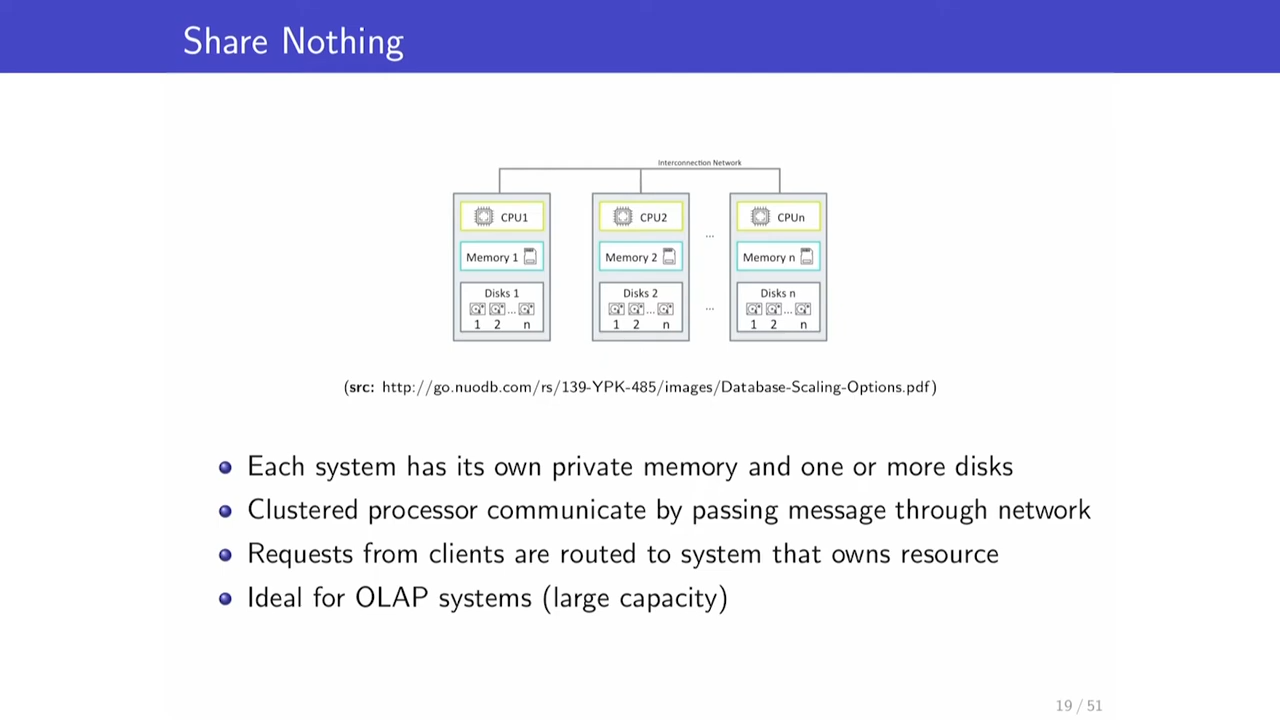 Share Nothing
Interconnection Network
CPU1 CPU2 CPUn
...
Memory 1 Memory 2 Memory n
Disks 1 Disks 2 Disks n
... ... ... ...
1 2 n 1 2 n 1 2 n
(src: http://go.nuodb.com/rs/139-YPK-485/images/Database-Scaling-Options.pdf)
Each system has its own private memory and one or more disks
Clustered processor communicate by passing message through network
Requests from clients are routed to system that owns resource
Ideal for OLAP systems (large capacity)
19 / 51